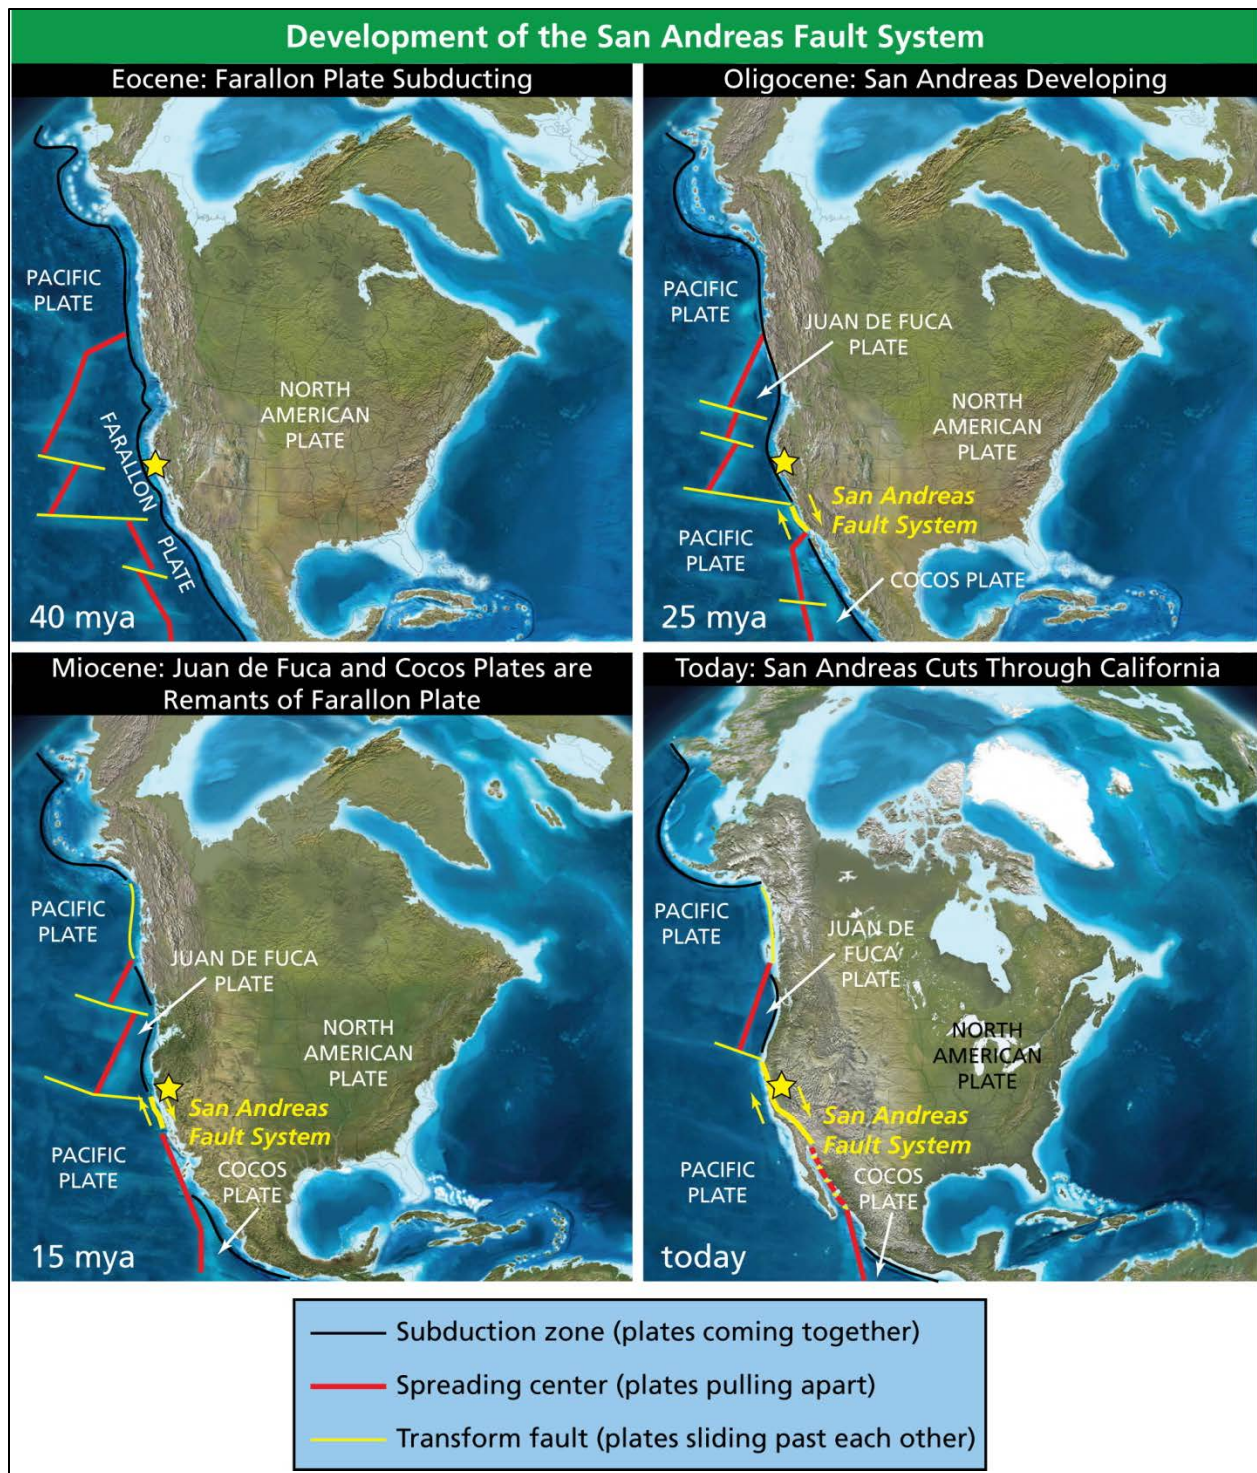 Development of the San Andreas Fault System
Eocene: Farallon Plate Subducting
PACIFIC
PLATE
NORTH
AMERICAN
PLATE
FARALLON
PLATE
40 mya
Oligocene: San Andreas Developing
PACIFIC
PLATE
JUAN DE FUCA
PLATE
NORTH
AMERICAN
PLATE
San Andreas
Fault System
PACIFIC
PLATE
COCOS PLATE
25 mya
Miocene: Juan de Fuca and Cocos Plates are
Remants of Farallon Plate
PACIFIC
PLATE
JUAN DE FUCA
PLATE
NORTH
AMERICAN
PLATE
San Andreas
Fault System
PACIFIC
PLATE
COCOS
PLATE
15 mya
Today: San Andreas Cuts Through California
PACIFIC
PLATE
JUAN DE
FUCA
PLATE
NORTH
AMERICAN
PLATE
San Andreas
Fault System
PACIFIC
PLATE
COCOS
PLATE
today
Subduction zone (plates coming together)
Spreading center (plates pulling apart)
Transform fault (plates sliding past each other)